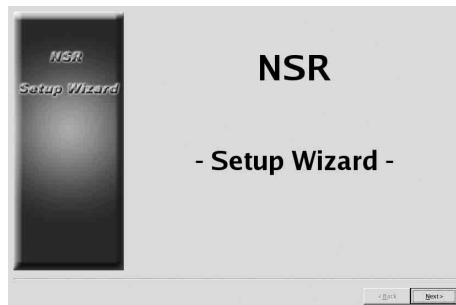 NSR
Setup Wizard
NSR
- Setup Wizard -
< Back
Next >